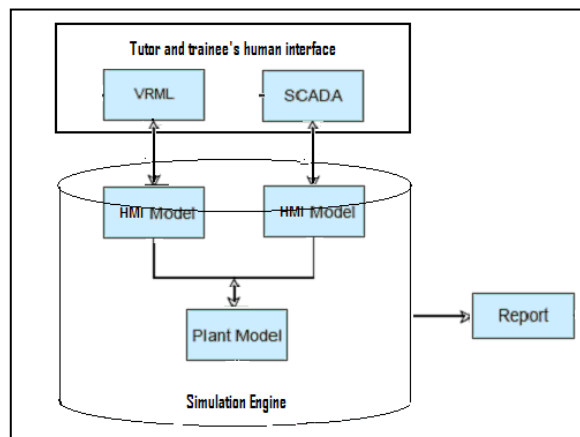 Tutor and trainee's human interface
VRML
SCADA
HMI Model
HMI Model
Plant Model
Report
Simulation Engine